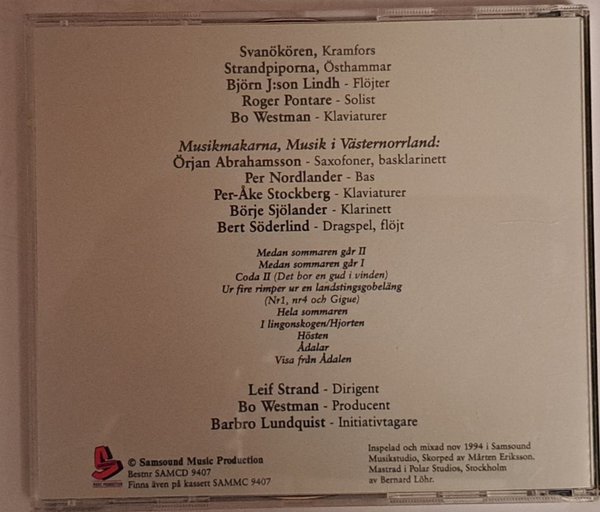 Svanökören, Kramfors
Strandpiporna, Östhammar
Björn J:son Lindh - Flöjter
Roger Pontare - Solist
Bo Westman - Klaviaturer
Musikmakarna, Musik i Västernorrland:
Örjan Abrahamsson - Saxofoner, basklarinett
Per Nordlander - Bas
Per-Åke Stockberg - Klaviaturer
Börje Sjölander - Klarinett
Bert Söderlind - Dragspel, flöjt
Medan sommaren går II
Medan sommaren går I
Coda II (Det bor en gud i vinden)
Ur fire rimper ur en landstingsgobeläng
(Nr1, nr4 och Gigue)
Hela sommaren
I lingonskogen/Hjorten
Hösten
Ådalar
Visa från Ådalen
Leif Strand - Dirigent
Bo Westman - Producent
Barbro Lundquist - Initiativtagare
© Samsound Music Production
Bestnr SAMCD 9407
Finns även på kassett SAMMC 9407
MUSIC PRODUCTION
Inspelad och mixad nov 1994 i Samsound
Musikstudio, Skorped av Mårten Eriksson.
Mastrad i Polar Studios, Stockholm
av Bernard Löhr.